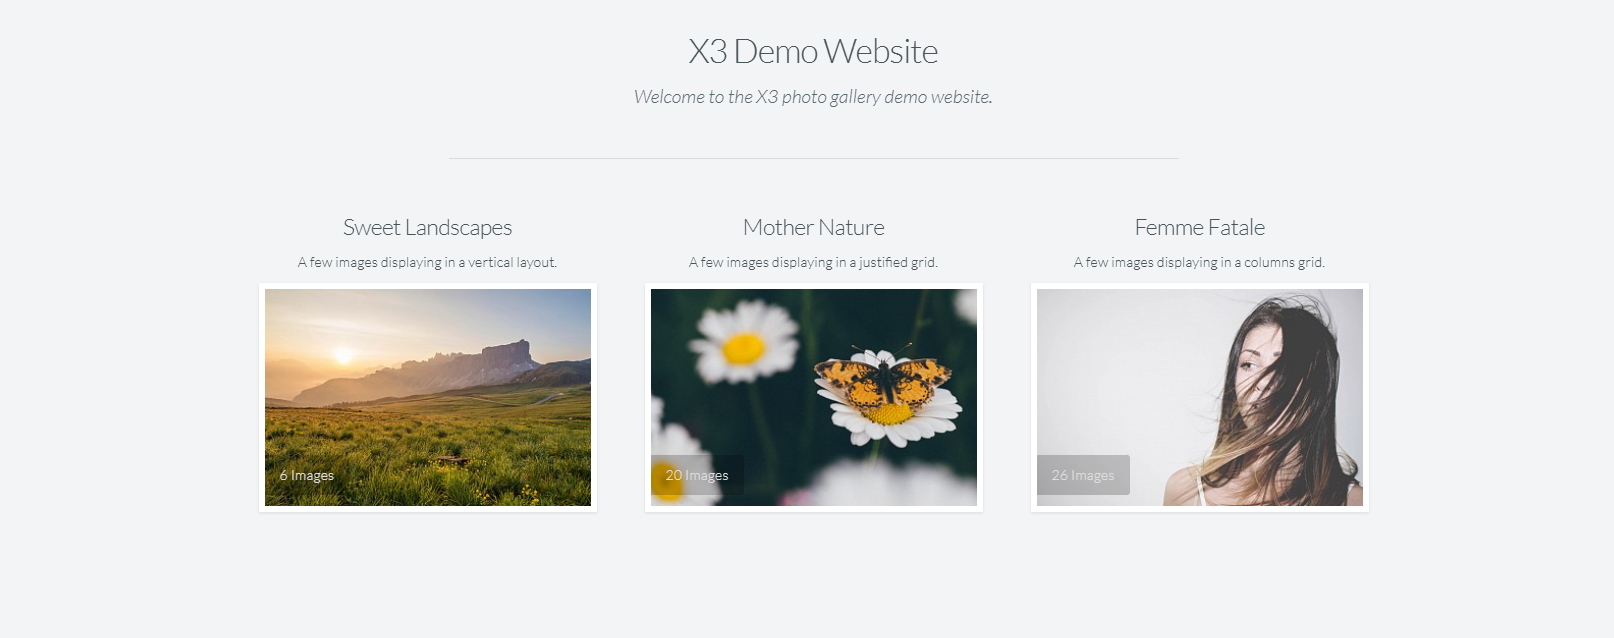 X3 Demo Website
Welcome to the X3 photo gallery demo website.
Sweet Landscapes
A few images displaying in a vertical layout.
6 Images
Mother Nature
A few images displaying in a justified grid.
20 Images
Femme Fatale
A few images displaying in a columns grid.
26 Images